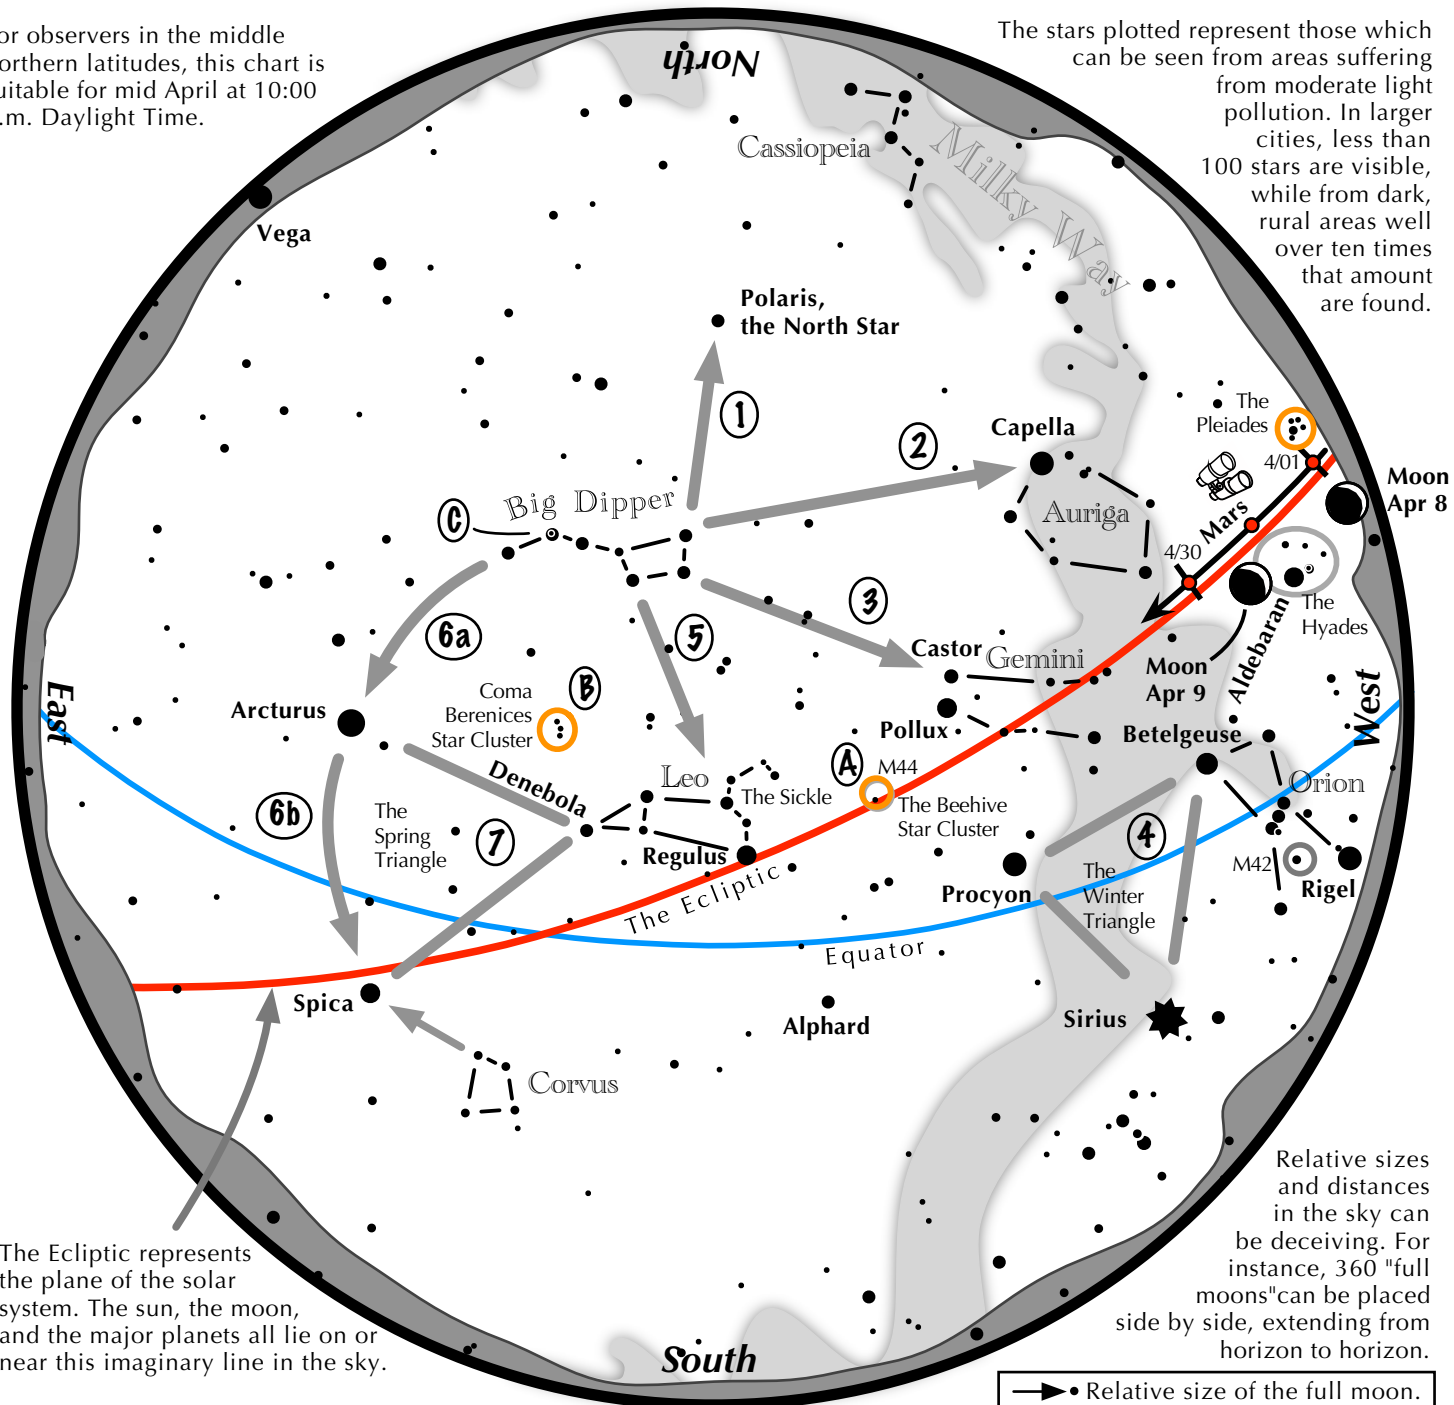 or observers in the middle
orthern latitudes, this chart is
uitable for mid April at 10:00
.m. Daylight Time.
The stars plotted represent those which
can be seen from areas suffering
from moderate light
pollution. In larger
cities, less than
100 stars are visible,
while from dark,
rural areas well
over ten times
that amount
are found.
North
Cassiopeia
Milky Way
Vega
Polaris,
the North Star
1
2
Capella
The
Pleiades
4/01
Moon
Apr 8
Mars
4/30
Big Dipper
C
Auriga
The
Hyades
Aldebaran
3
5
6a
Castor
Gemini
Moon
Apr 9
East
West
Arcturus
Coma
Berenices
Star Cluster
B
Pollux
Betelgeuse
Denebola
Leo
The Sickle
A
M44
The Beehive
Star Cluster
Orion
6b
The
Spring
Triangle
7
Regulus
4
The
Winter
Triangle
M42
Rigel
Procyon
The Ecliptic
Equator
Spica
Alphard
Sirius
Corvus
The Ecliptic represents
the plane of the solar
system. The sun, the moon,
and the major planets all lie on or
near this imaginary line in the sky.
South
Relative sizes
and distances
in the sky can
be deceiving. For
instance, 360 "full
moons"can be placed
side by side, extending from
horizon to horizon.
Relative size of the full moon.